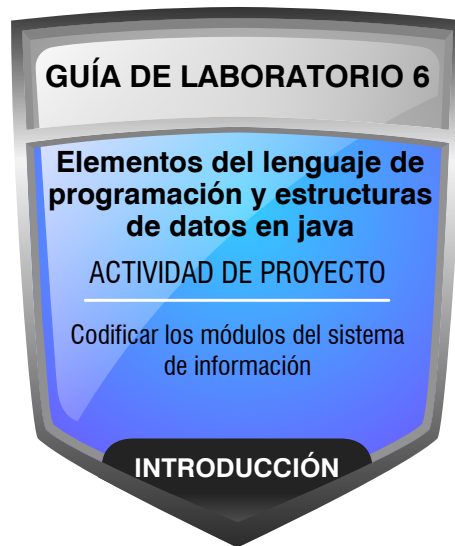 GUÍA DE LABORATORIO 6
Elementos del lenguaje de
programación y estructuras
de datos en java
ACTIVIDAD DE PROYECTO
Codificar los módulos del sistema
de información
INTRODUCCIÓN